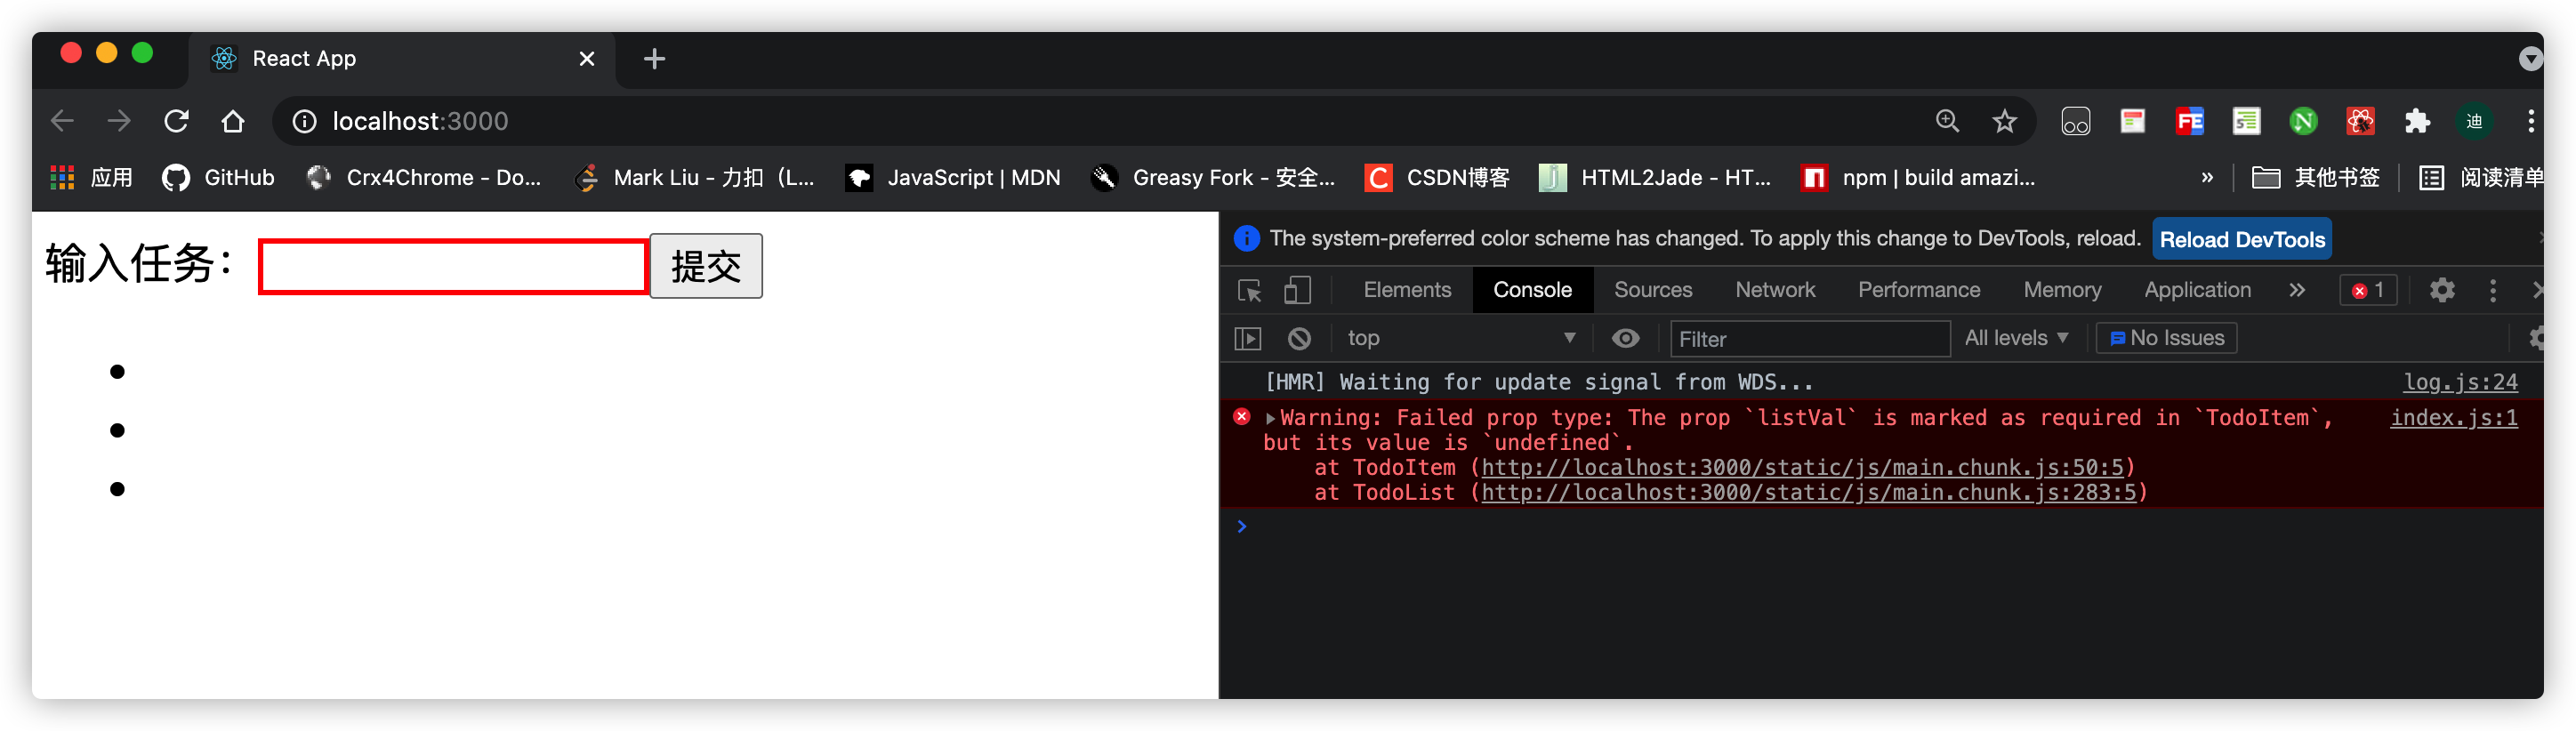 React App
localhost:3000
迪
应用
GitHub
Crx4Chrome - Do...
Mark Liu - 力扣（L...
JavaScript | MDN
Greasy Fork - 安全...
CSDN博客
HTML2Jade - HT...
npm | build amazi...
»
其他书签
阅读清单
输入任务：
提交
The system-preferred color scheme has changed. To apply this change to DevTools, reload.
Reload DevTools
Elements
Console
Sources
Network
Performance
Memory
Application
»
1
top
Filter
All levels
No Issues
[HMR] Waiting for update signal from WDS...
log.js:24
Warning: Failed prop type: The prop `listVal` is marked as required in `TodoItem`,
index.js:1
but its value is `undefined`.
at TodoItem (http://localhost:3000/static/js/main.chunk.js:50:5)
at TodoList (http://localhost:3000/static/js/main.chunk.js:283:5)